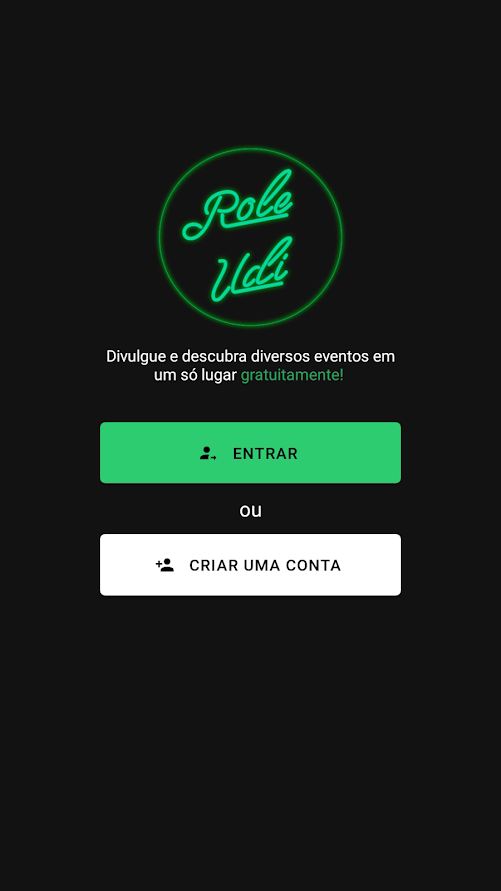 Role
Udi
Divulgue e descubra diversos eventos em
um só lugar gratuitamente!
ENTRAR
ou
CRIAR UMA CONTA